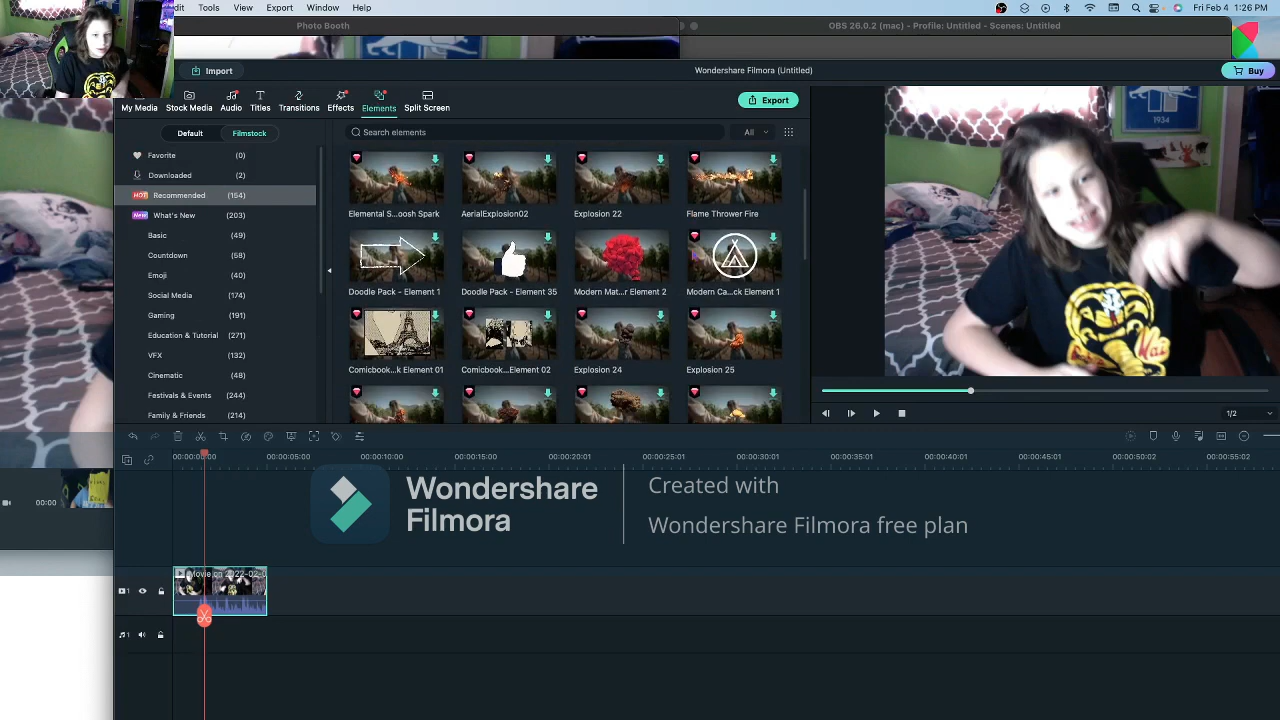 dit Tools View Export Window Help
Fri Feb 4 1:26 PM
Photo Booth
OBS 26.0.2 (mac) - Profile: Untitled - Scenes: Untitled
Import
Wondershare Filmora (Untitled)
Buy
My Media Stock Media Audio Titles Transitions Effects Elements Split Screen
Export
1934
Default Filmstock
Search elements
All
Favorite (0)
Downloaded (2)
HOT! Recommended (154)
New What's New (203)
Basic (49)
Countdown (58)
Emoji (40)
Social Media (174)
Gaming (191)
Education & Tutorial (271)
VFX (132)
Cinematic (48)
Festivals & Events (244)
Family & Friends (214)
Elemental S...oosh Spark
AerialExplosion02
Explosion 22
Flame Thrower Fire
Doodle Pack - Element 1
Doodle Pack - Element 35
Modern Mat...r Element 2
Modern Ca...ck Element 1
Comicbook...k Element 01
Comicbook...Element 02
Explosion 24
Explosion 25
1/2
00:00:00:00 00:00:05:00 00:00:10:00 00:00:15:00 00:00:20:01 00:00:25:01 00:00:30:01 00:00:35:01 00:00:40:01 00:00:45:01 00:00:50:02 00:00:55:02
00:00
Wondershare
Filmora
Created with
Wondershare Filmora free plan
Movie on 2022-02-0
1
1